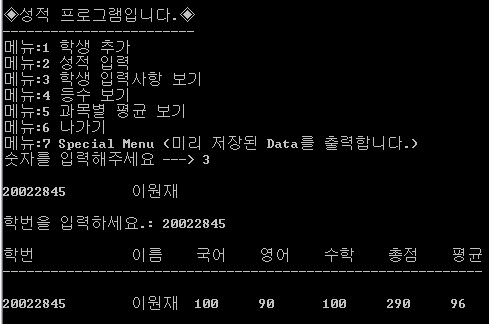 ◈성적 프로그램입니다.◈
------------------------
메뉴:1 학생 추가
메뉴:2 성적 입력
메뉴:3 학생 입력사항 보기
메뉴:4 등수 보기
메뉴:5 과목별 평균 보기
메뉴:6 나가기
메뉴:7 Special Menu (미리 저장된 Data를 출력합니다.)
숫자를 입력해주세요 ---> 3
20022845 이원재
학번을 입력하세요.: 20022845
학번 이름 국어 영어 수학 총점 평균
------------------------------------------------------------
20022845 이원재 100 90 100 290 96